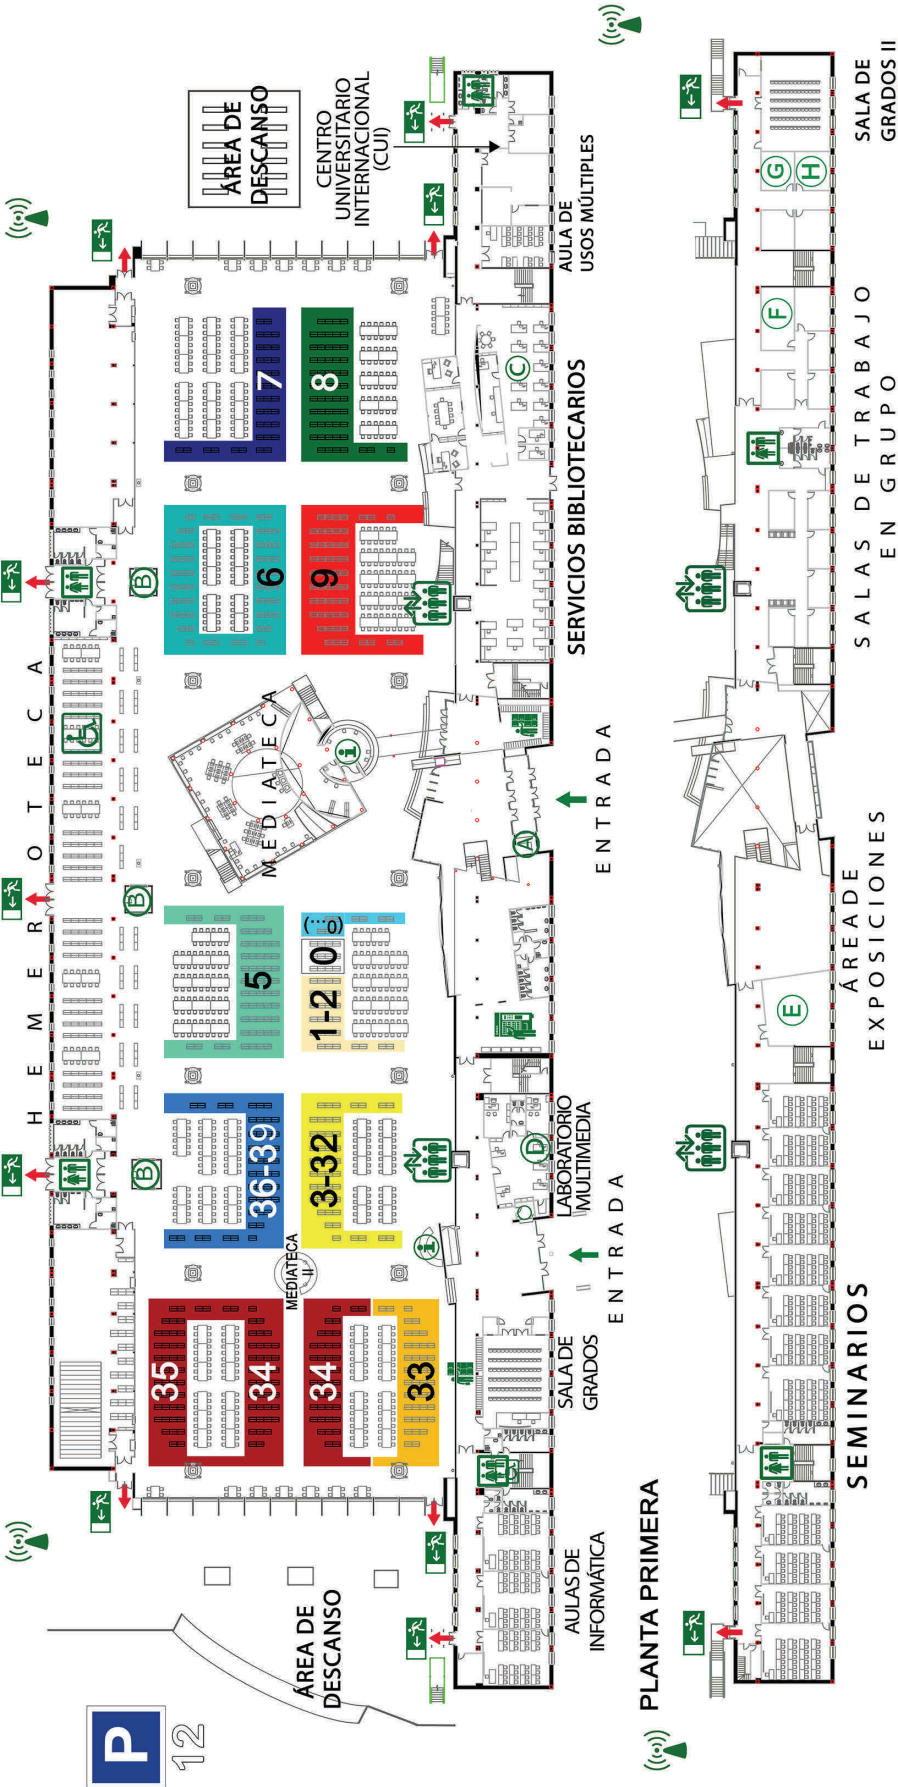 P
12
ÁREA DE
DESCANSO
HEMEROTECA
B
B
B
35
34
34
33
MEDIATECA
II
36-39
3-32
5
(...0)
0
1-2
MEDIATECA
i
i
6
9
7
8
ÁREA DE
DESCANSO
CENTRO
UNIVERSITARIO
INTERNACIONAL
(CUI)
AULAS DE
INFORMÁTICA
SALA DE
GRADOS
ENTRADA
LABORATORIO
MULTIMEDIA
D
A
ENTRADA
SERVICIOS BIBLIOTECARIOS
C
AULA DE
USOS MÚLTIPLES
PLANTA PRIMERA
SEMINARIOS
E
ÁREA DE
EXPOSICIONES
SALAS DE TRABAJO
EN GRUPO
F
G
H
SALA DE
GRADOS II